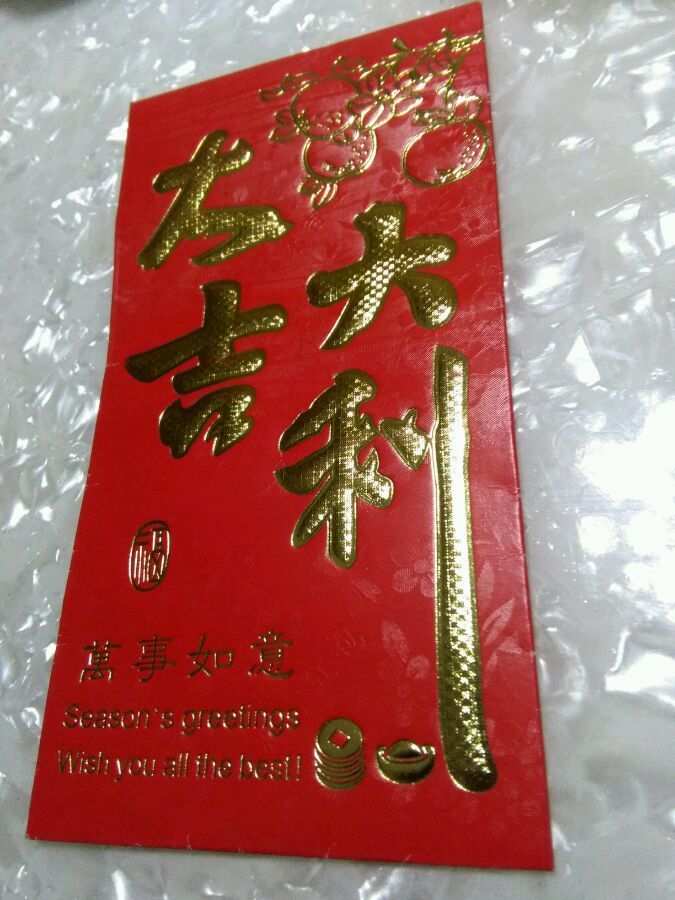 大吉
大利
萬事如意
Season's greetings
Wish you all the best!